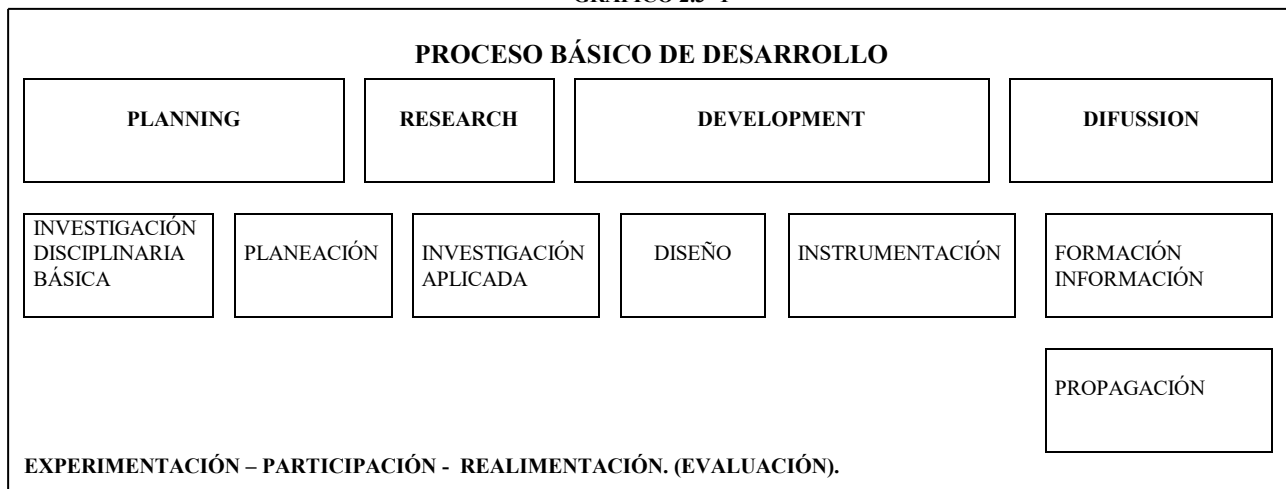 PROCESO BÁSICO DE DESARROLLO
PLANNING
RESEARCH
DEVELOPMENT
DIFUSSION
INVESTIGACIÓN
DISCIPLINARIA
BÁSICA
PLANEACIÓN
INVESTIGACIÓN
APLICADA
DISEÑO
INSTRUMENTACIÓN
FORMACIÓN
INFORMACIÓN
PROPAGACIÓN
EXPERIMENTACIÓN – PARTICIPACIÓN - REALIMENTACIÓN. (EVALUACIÓN).